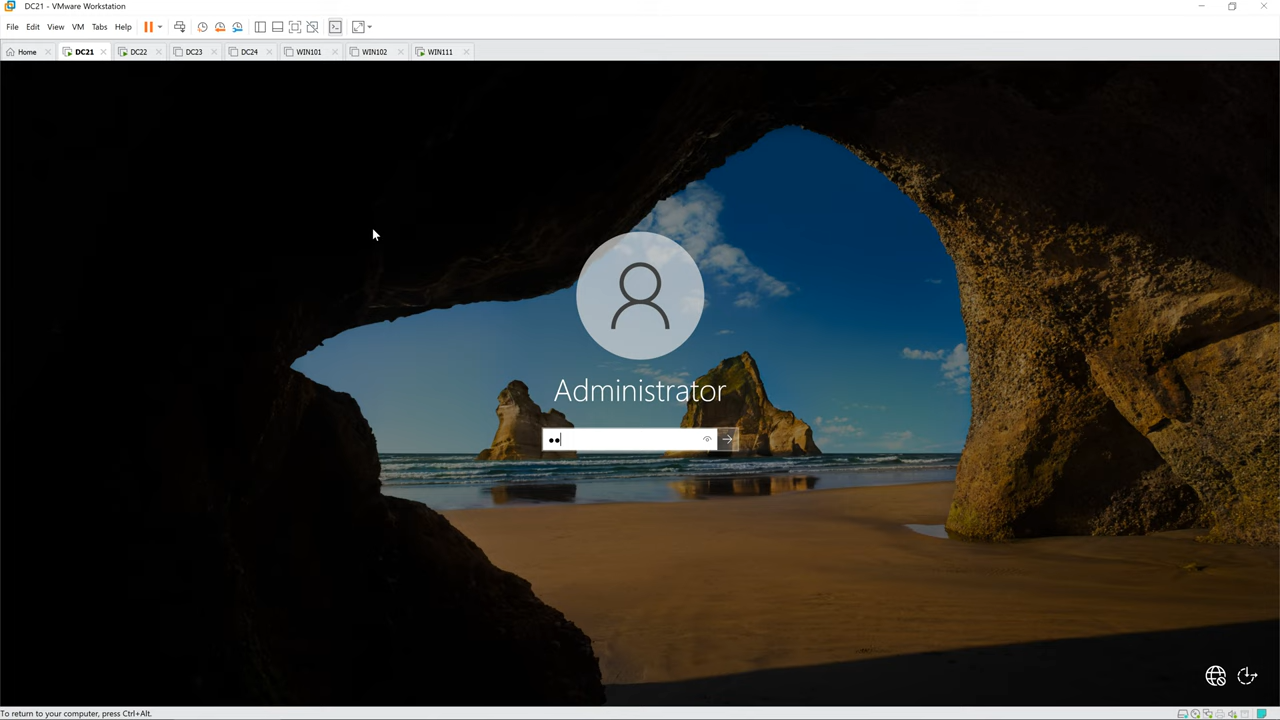 DC21 - VMware Workstation
File Edit View VM Tabs Help
Home DC21 DC22 DC23 DC24 WIN101 WIN102 WIN111
Administrator
To return to your computer, press Ctrl+Alt.